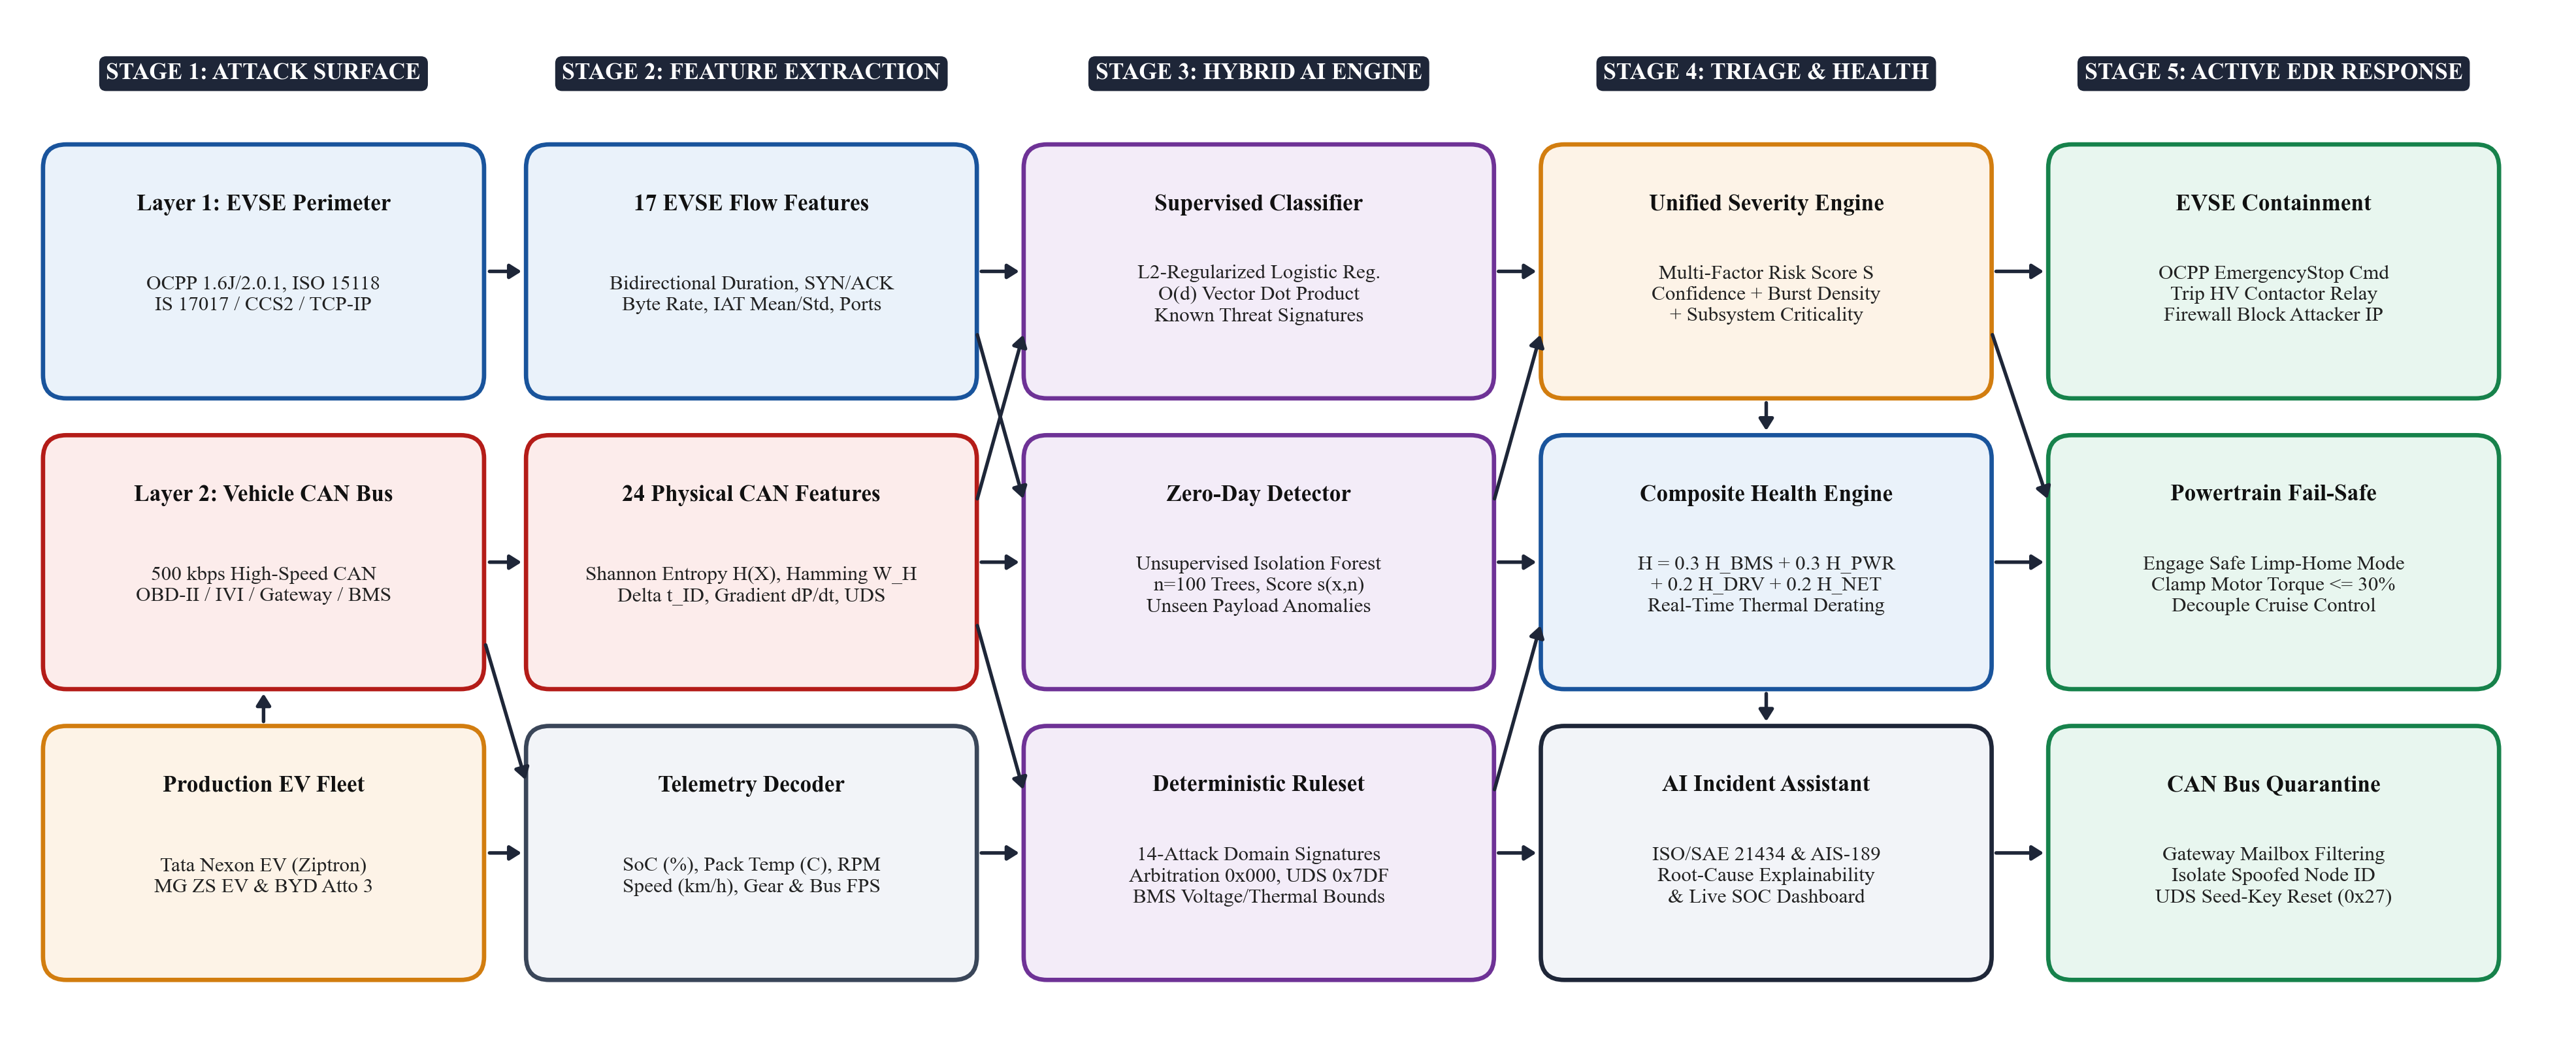 STAGE 1: ATTACK SURFACE
STAGE 2: FEATURE EXTRACTION
STAGE 3: HYBRID AI ENGINE
STAGE 4: TRIAGE & HEALTH
STAGE 5: ACTIVE EDR RESPONSE
Layer 1: EVSE Perimeter
OCPP 1.6J/2.0.1, ISO 15118
IS 17017 / CCS2 / TCP-IP
17 EVSE Flow Features
Bidirectional Duration, SYN/ACK
Byte Rate, IAT Mean/Std, Ports
Supervised Classifier
L2-Regularized Logistic Reg.
O(d) Vector Dot Product
Known Threat Signatures
Unified Severity Engine
Multi-Factor Risk Score S
Confidence + Burst Density
+ Subsystem Criticality
EVSE Containment
OCPP EmergencyStop Cmd
Trip HV Contactor Relay
Firewall Block Attacker IP
Layer 2: Vehicle CAN Bus
500 kbps High-Speed CAN
OBD-II / IVI / Gateway / BMS
24 Physical CAN Features
Shannon Entropy H(X), Hamming W_H
Delta t_ID, Gradient dP/dt, UDS
Zero-Day Detector
Unsupervised Isolation Forest
n=100 Trees, Score s(x,n)
Unseen Payload Anomalies
Composite Health Engine
H = 0.3 H_BMS + 0.3 H_PWR
+ 0.2 H_DRV + 0.2 H_NET
Real-Time Thermal Derating
Powertrain Fail-Safe
Engage Safe Limp-Home Mode
Clamp Motor Torque <= 30%
Decouple Cruise Control
Production EV Fleet
Tata Nexon EV (Ziptron)
MG ZS EV & BYD Atto 3
Telemetry Decoder
SoC (%), Pack Temp (C), RPM
Speed (km/h), Gear & Bus FPS
Deterministic Ruleset
14-Attack Domain Signatures
Arbitration 0x000, UDS 0x7DF
BMS Voltage/Thermal Bounds
AI Incident Assistant
ISO/SAE 21434 & AIS-189
Root-Cause Explainability
& Live SOC Dashboard
CAN Bus Quarantine
Gateway Mailbox Filtering
Isolate Spoofed Node ID
UDS Seed-Key Reset (0x27)